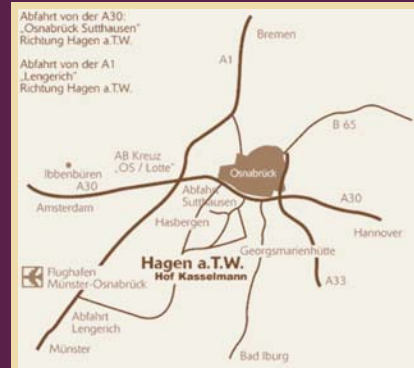 Abfahrt von der A30:
„Osnabrück Sutthausen"
Richtung Hagen a.T.W.
Abfahrt von der A1
„Lengerich"
Richtung Hagen a.T.W.
Bremen
A1
B 65
AB Kreuz
„OS / Lotte"
Osnabrück
Ibbenbüren
A30
Abfahrt
Sutthausen
A30
Amsterdam
Hasbergen
Hannover
Georgsmarienhütte
Hagen a.T.W.
Hof Kasselmann
Flughafen
Münster-Osnabrück
A33
Abfahrt
Lengerich
Münster
Bad Iburg